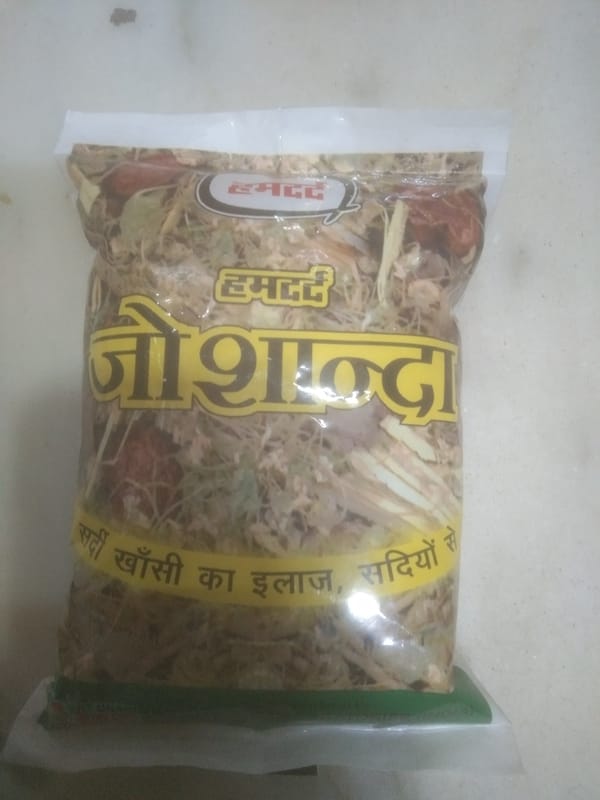 हमदर्द
हमदर्द
जोशान्दा
सर्दी खाँसी का इलाज, सदियों से